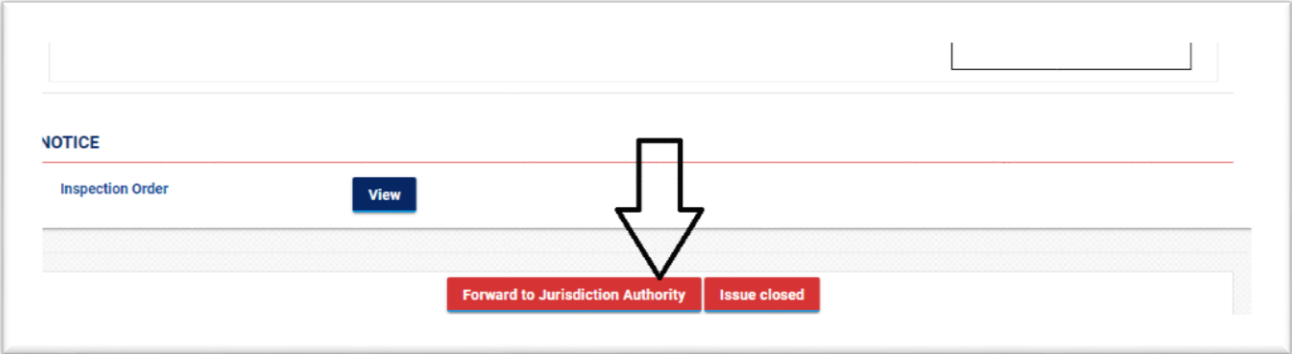 NOTICE
Inspection Order
View
Forward to Jurisdiction Authority
Issue closed